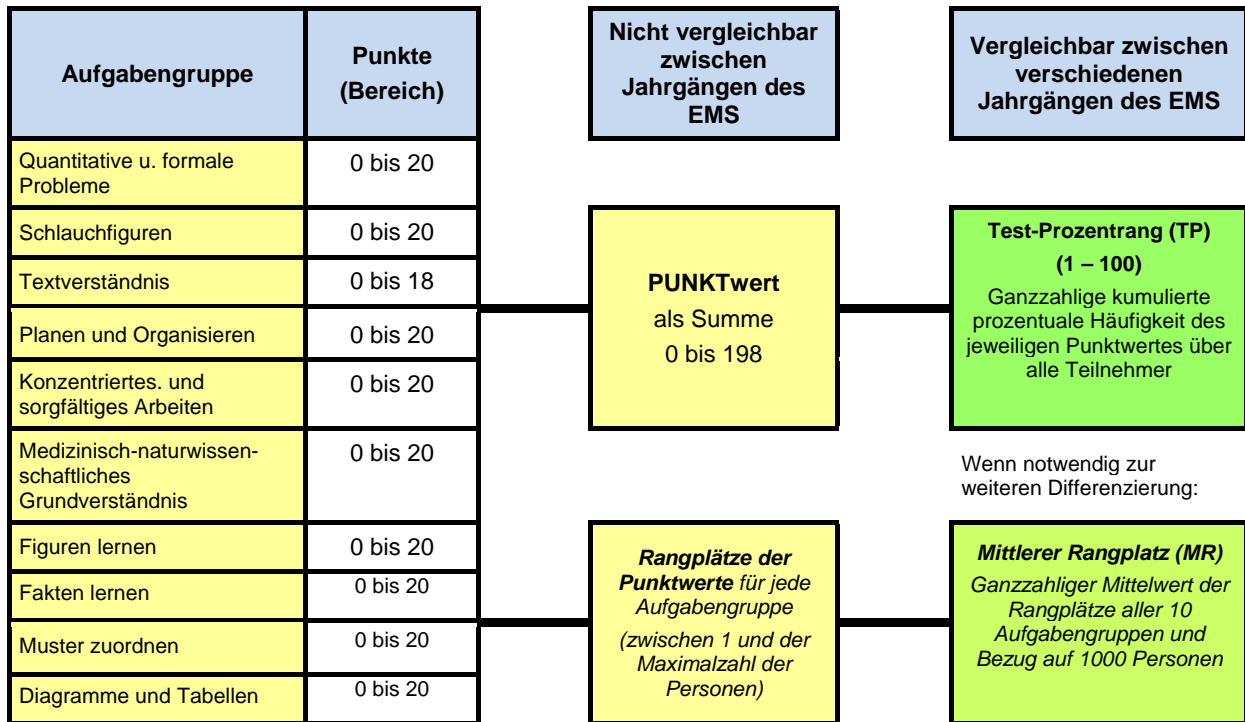 Aufgabengruppe
Punkte
(Bereich)
Quantitative u. formale
Probleme
0 bis 20
Schlauchfiguren
0 bis 20
Textverständnis
0 bis 18
Planen und Organisieren
0 bis 20
Konzentriertes. und
sorgfältiges Arbeiten
0 bis 20
Medizinisch-naturwissen-
schaftliches
Grundverständnis
0 bis 20
Figuren lernen
0 bis 20
Fakten lernen
0 bis 20
Muster zuordnen
0 bis 20
Diagramme und Tabellen
0 bis 20
Nicht vergleichbar
zwischen
Jahrgängen des
EMS
PUNKTwert
als Summe
0 bis 198
Rangplätze der
Punktwerte für jede
Aufgabengruppe
(zwischen 1 und der
Maximalzahl der
Personen)
Vergleichbar zwischen
verschiedenen
Jahrgängen des EMS
Test-Prozentrang (TP)
(1 – 100)
Ganzzahlige kumulierte
prozentuale Häufigkeit des
jeweiligen Punktwertes über
alle Teilnehmer
Wenn notwendig zur
weiteren Differenzierung:
Mittlerer Rangplatz (MR)
Ganzzahliger Mittelwert der
Rangplätze aller 10
Aufgabengruppen und
Bezug auf 1000 Personen